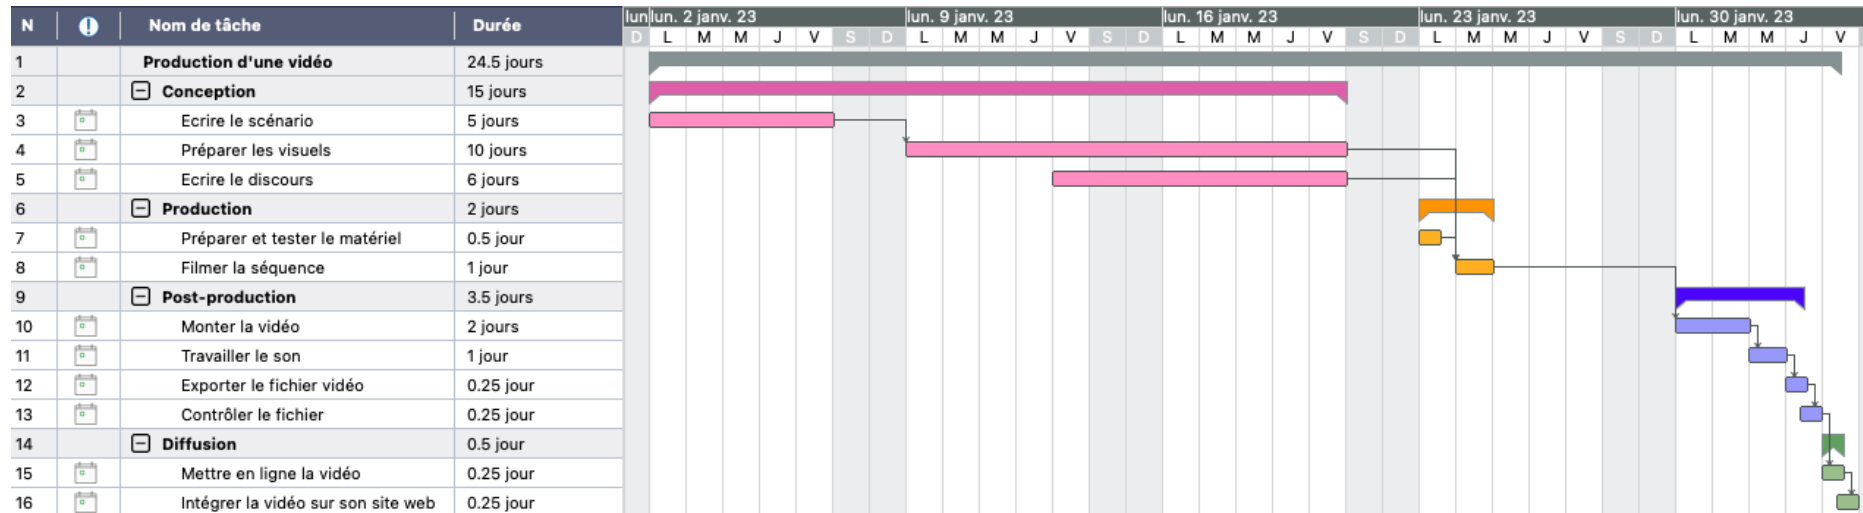 N Nom de tâche Durée lun lun. 2 janv. 23 lun. 9 janv. 23 lun. 16 janv. 23 lun. 23 janv. 23 lun. 30 janv. 23
D L M M J V S D L M M J V S D L M M J V S D L M M J V S D L M M J V
1 Production d'une vidéo 24.5 jours
2 Conception 15 jours
3 Ecrire le scénario 5 jours
4 Préparer les visuels 10 jours
5 Ecrire le discours 6 jours
6 Production 2 jours
7 Préparer et tester le matériel 0.5 jour
8 Filmer la séquence 1 jour
9 Post-production 3.5 jours
10 Monter la vidéo 2 jours
11 Travailler le son 1 jour
12 Exporter le fichier vidéo 0.25 jour
13 Contrôler le fichier 0.25 jour
14 Diffusion 0.5 jour
15 Mettre en ligne la vidéo 0.25 jour
16 Intégrer la vidéo sur son site web 0.25 jour